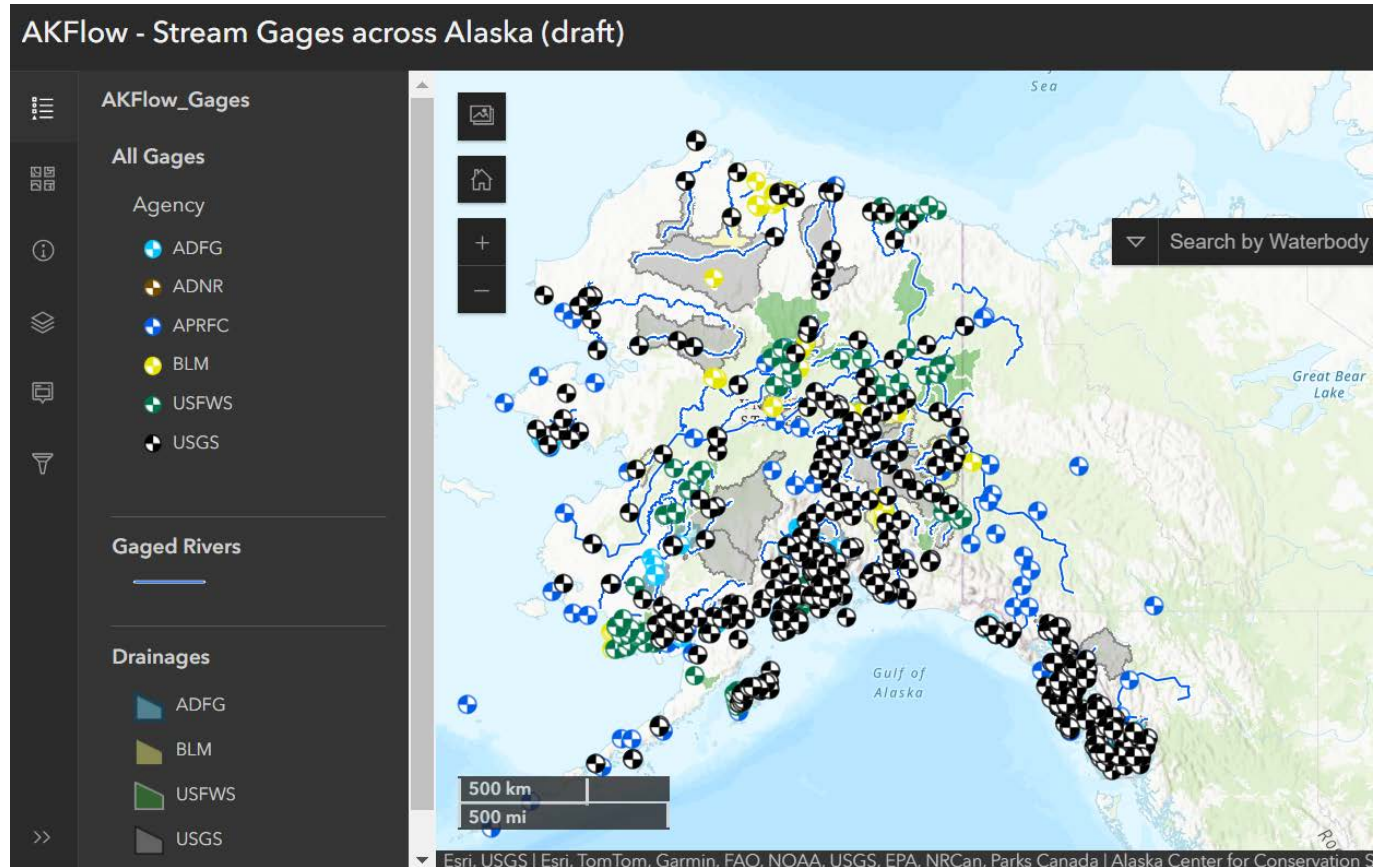 AKFlow - Stream Gages across Alaska (draft)
AKFlow_Gages
All Gages
Agency
ADFG
ADNR
APRFC
BLM
USFWS
USGS
Gaged Rivers
Drainages
ADFG
BLM
USFWS
USGS
Sea
Search by Waterbody
Great Bear
Lake
Gulf of
Alaska
500 km
500 mi
Esri, USGS | Esri, TomTom, Garmin, FAO, NOAA, USGS, EPA, NRCan, Parks Canada | Alaska Center for Conservation S